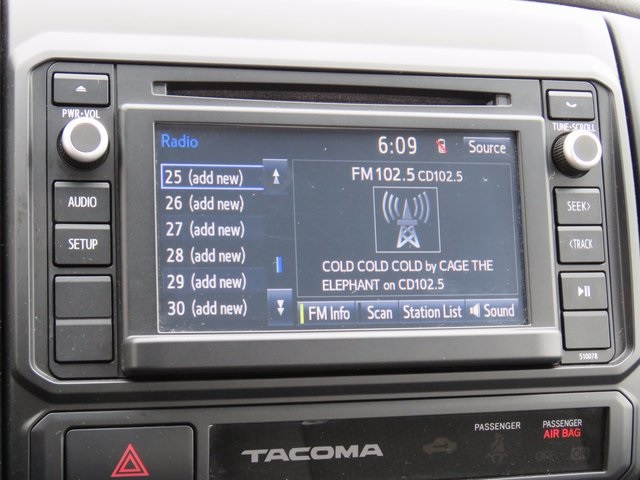 PWR•VOL
AUDIO
SETUP
Radio
6:09
Source
25 (add new)
26 (add new)
27 (add new)
28 (add new)
29 (add new)
30 (add new)
FM 102.5 CD102.5
COLD COLD COLD by CAGE THE
ELEPHANT on CD102.5
FM Info
Scan
Station List
Sound
TUNE•SCROLL
SEEK>
<TRACK
510078
TACOMA
PASSENGER
PASSENGER
AIR BAG
OFF
ON